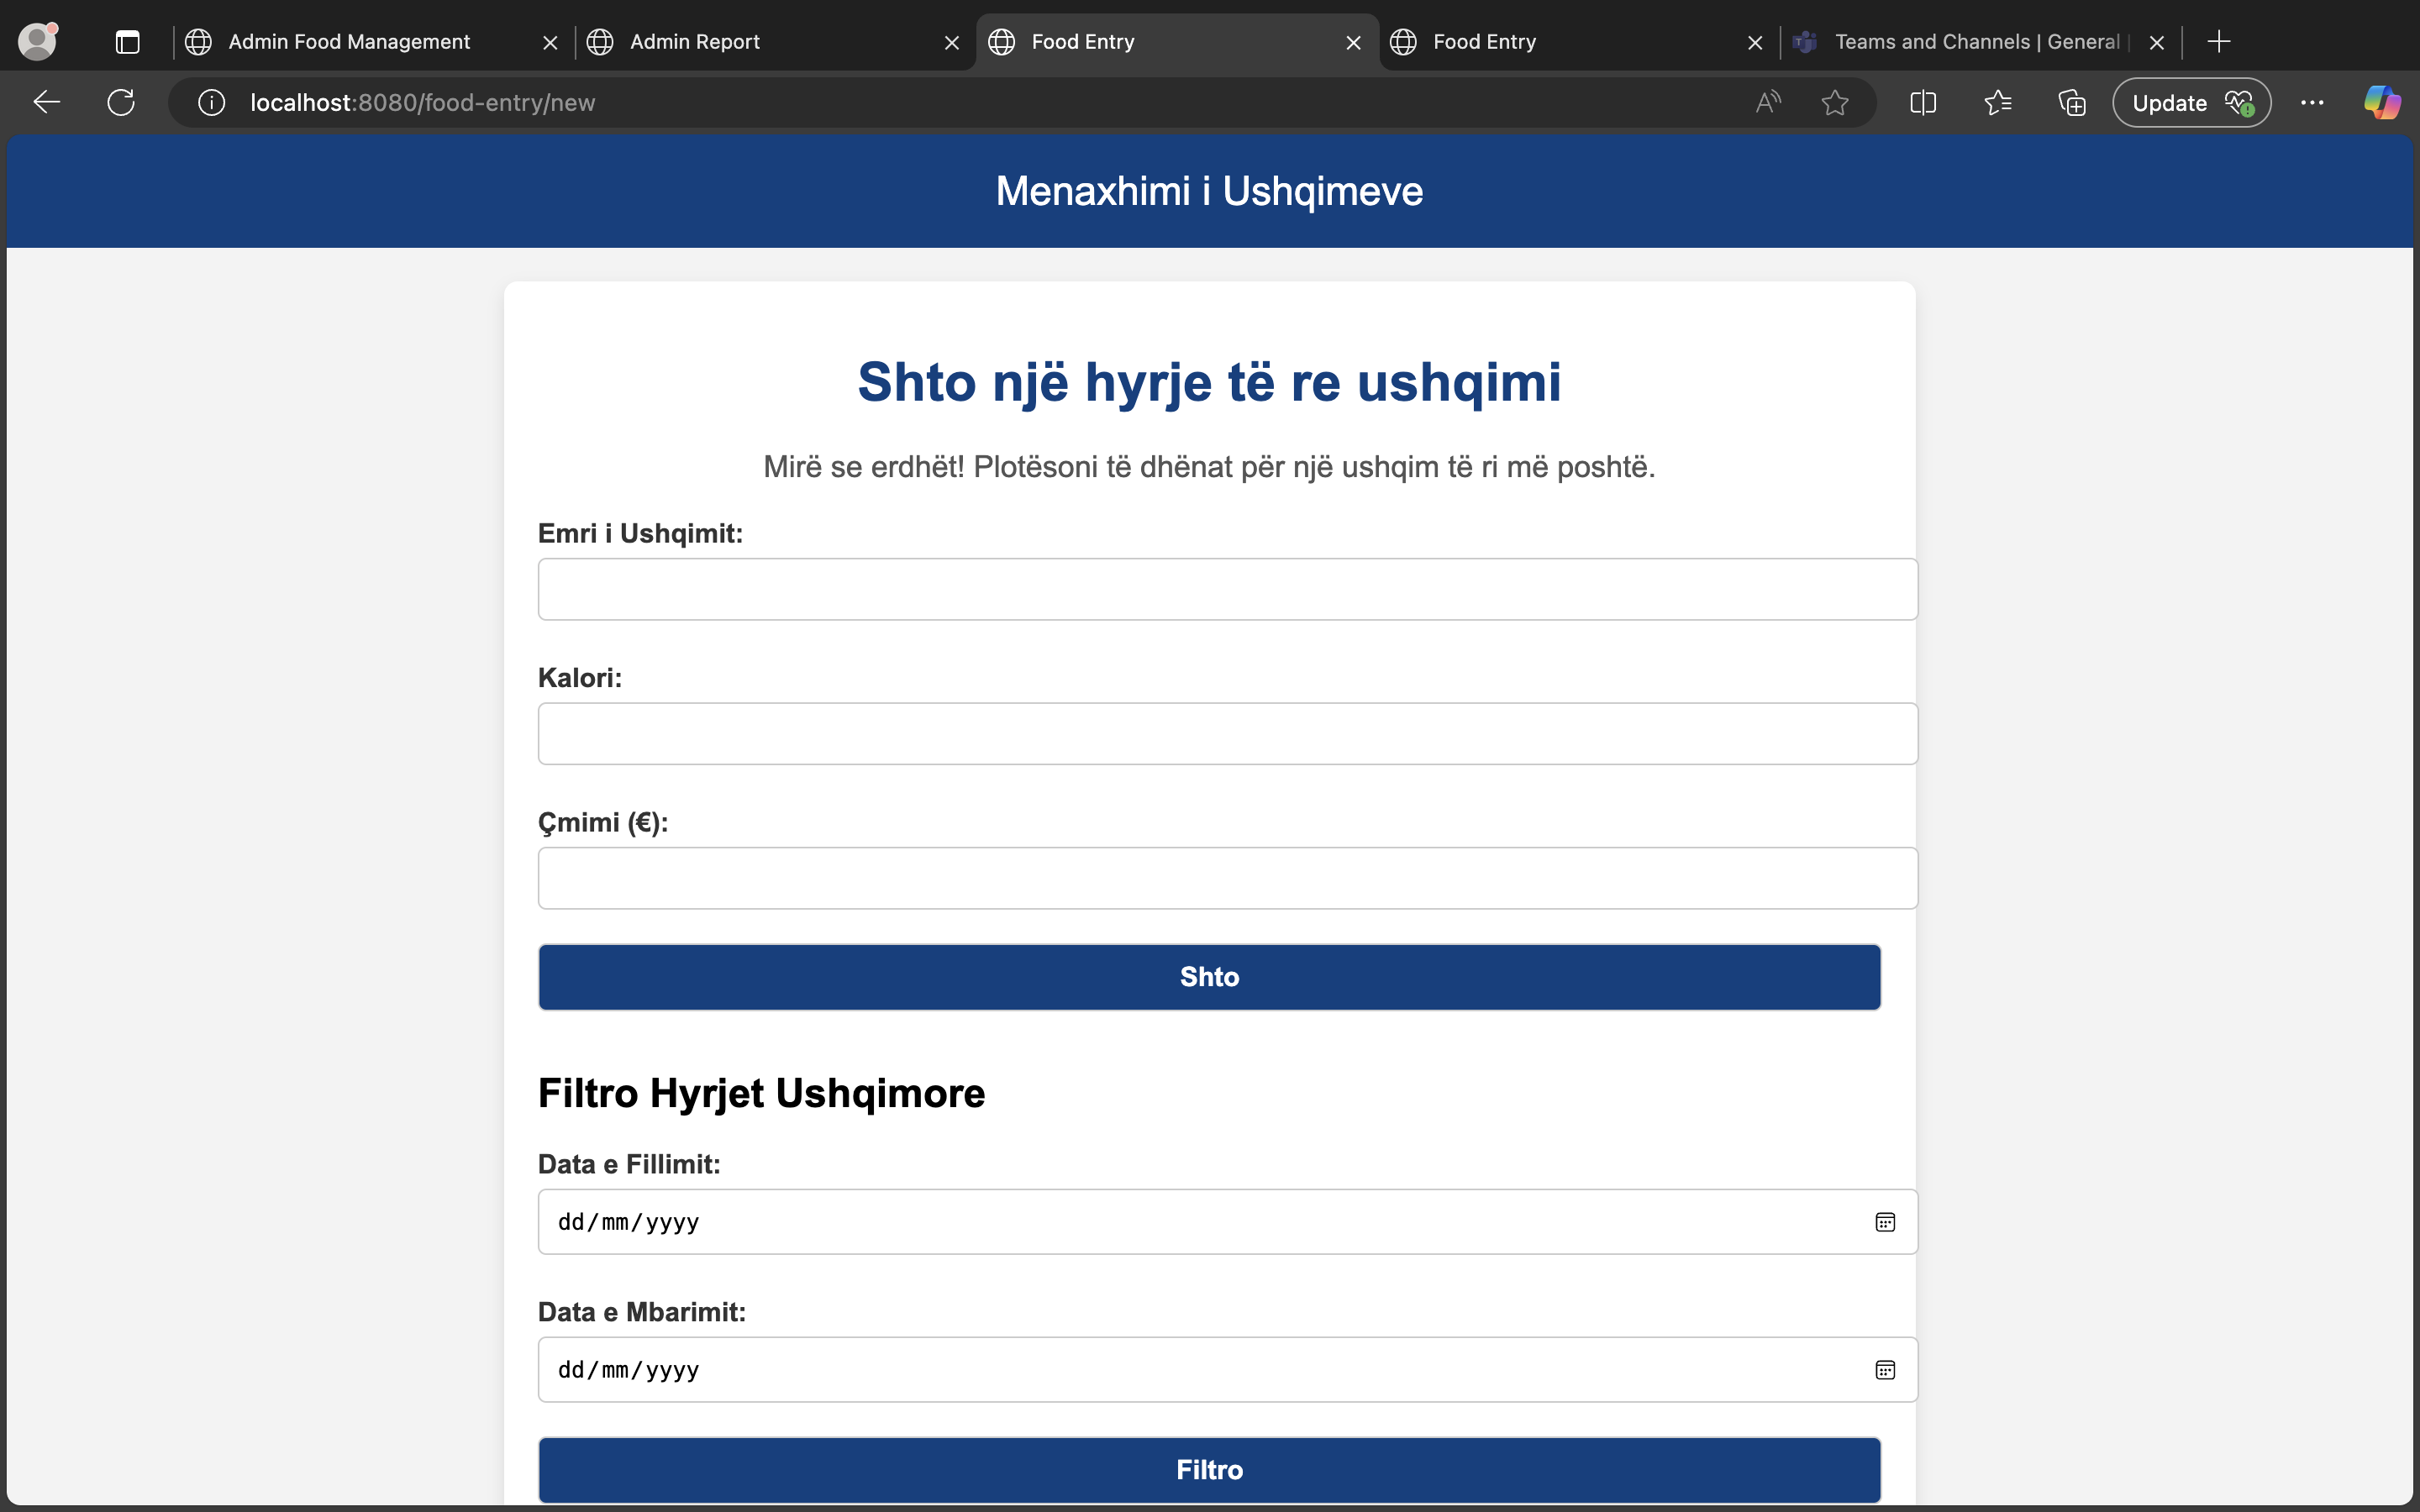 Admin Food Management
Admin Report
Food Entry
Food Entry
Teams and Channels | General |
localhost:8080/food-entry/new
Update
Menaxhimi i Ushqimeve
Shto një hyrje të re ushqimi
Mirë se erdhët! Plotësoni të dhënat për një ushqim të ri më poshtë.
Emri i Ushqimit:
Kalori:
Çmimi (€):
Shto
Filtro Hyrjet Ushqimore
Data e Fillimit:
dd/mm/yyyy
Data e Mbarimit:
dd/mm/yyyy
Filtro